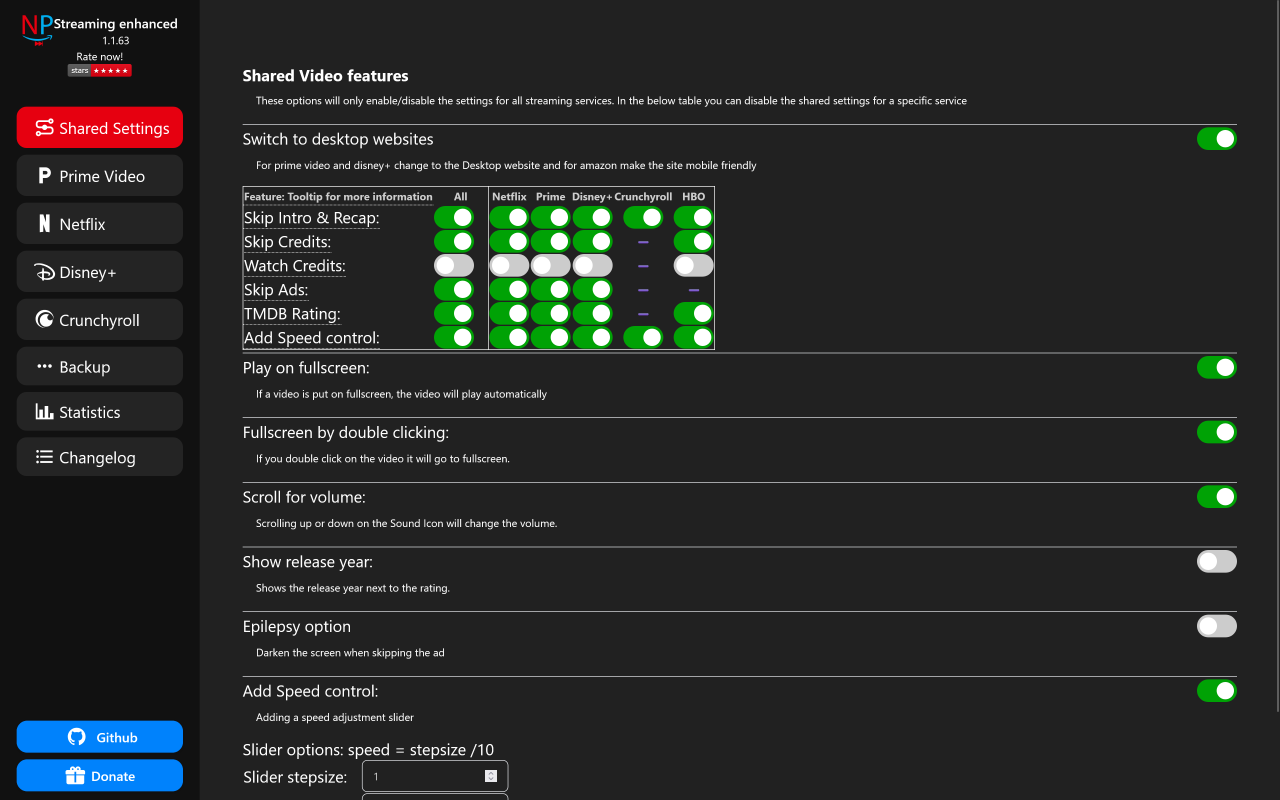 NP Streaming enhanced
1.1.63
Rate now!
stars ★★★★★
Shared Settings
Prime Video
Netflix
Disney+
Crunchyroll
Backup
Statistics
Changelog
Github
Donate
Shared Video features
These options will only enable/disable the settings for all streaming services. In the below table you can disable the shared settings for a specific service
Switch to desktop websites
For prime video and disney+ change to the Desktop website and for amazon make the site mobile friendly
Feature: Tooltip for more information All Netflix Prime Disney+ Crunchyroll HBO
Skip Intro & Recap:
Skip Credits: –
Watch Credits: –
Skip Ads: – –
TMDB Rating: –
Add Speed control:
Play on fullscreen:
If a video is put on fullscreen, the video will play automatically
Fullscreen by double clicking:
If you double click on the video it will go to fullscreen.
Scroll for volume:
Scrolling up or down on the Sound Icon will change the volume.
Show release year:
Shows the release year next to the rating.
Epilepsy option
Darken the screen when skipping the ad
Add Speed control:
Adding a speed adjustment slider
Slider options: speed = stepsize /10
Slider stepsize: 1